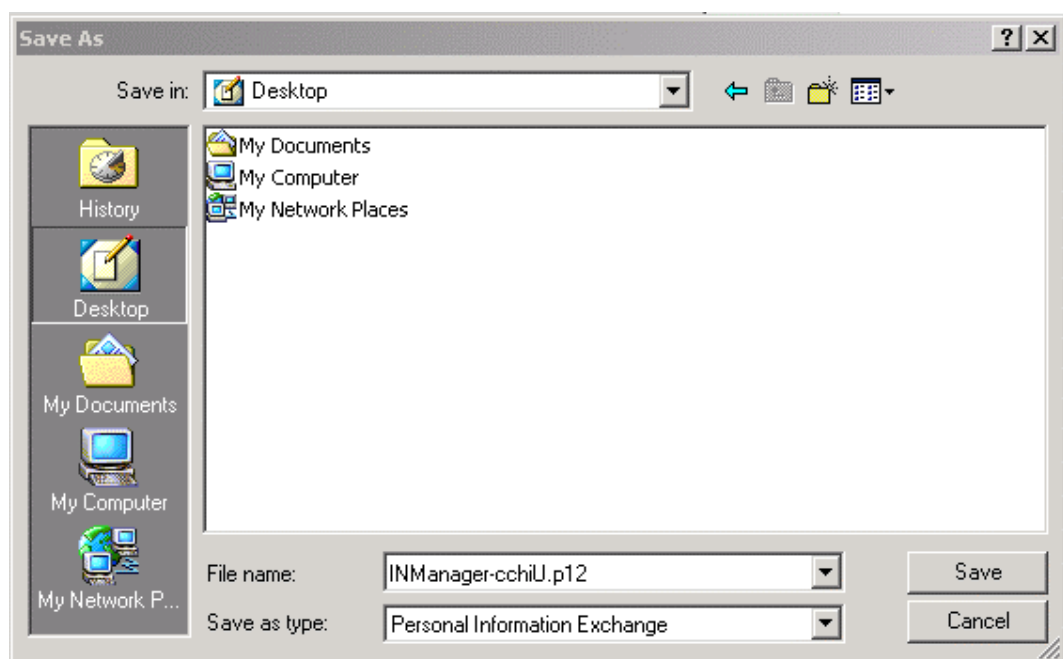 Save As
Save in: Desktop
History
Desktop
My Documents
My Computer
My Network P...
My Documents
My Computer
My Network Places
File name: INManager-cchiU.p12 Save
Save as type: Personal Information Exchange Cancel